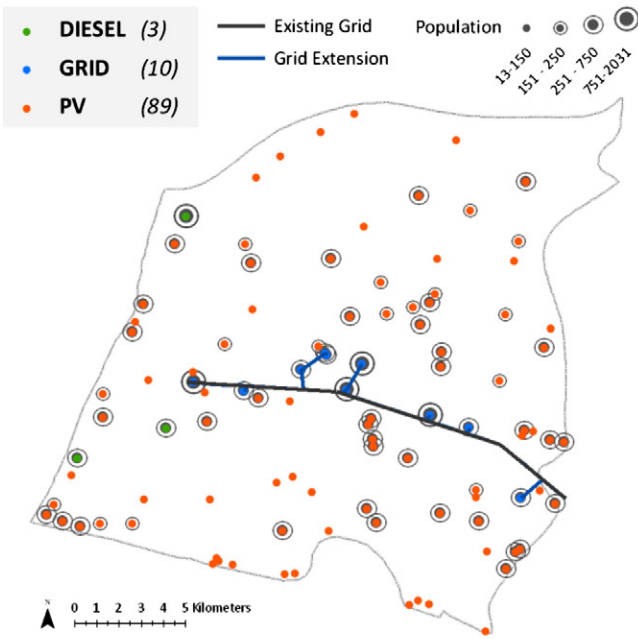 DIESEL (3)
GRID (10)
PV (89)
Existing Grid
Grid Extension
Population
13-150
151 - 250
251 - 750
751-2031
N
0 1 2 3 4 5 Kilometers